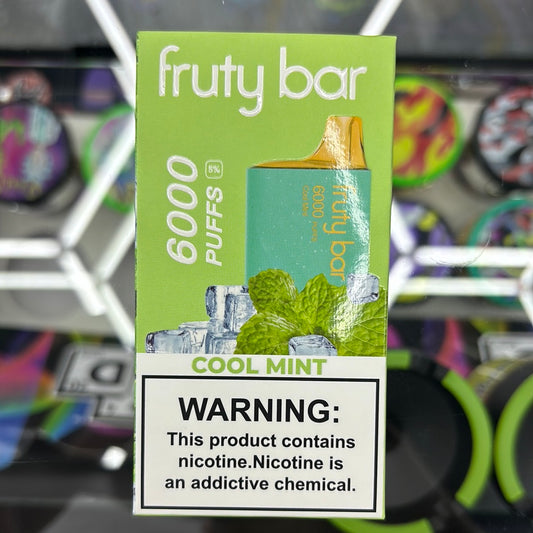 fruty bar
6000
PUFFS 5%
fruty bar
6000
COOL MINT
WARNING:
This product contains
nicotine.Nicotine is
an addictive chemical.